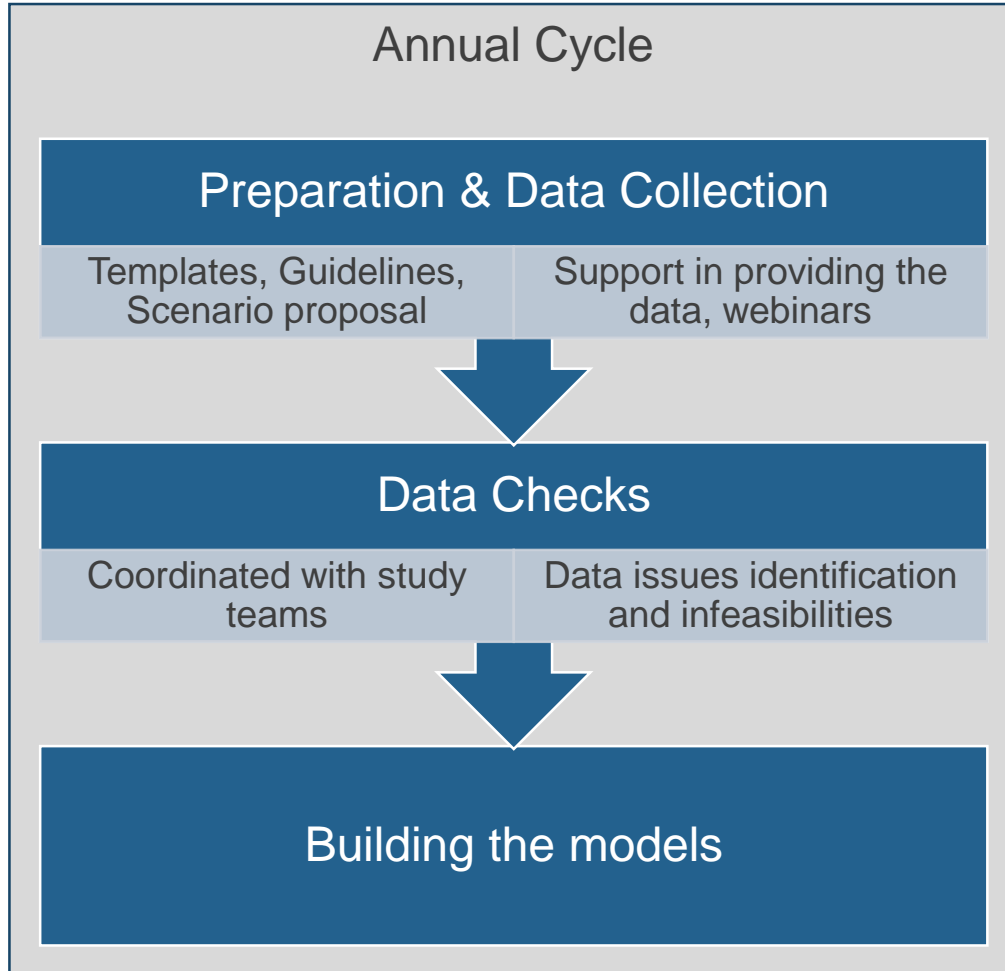 Annual Cycle
Preparation & Data Collection
Templates, Guidelines,
Scenario proposal
Support in providing the
data, webinars
Data Checks
Coordinated with study
teams
Data issues identification
and infeasibilities
Building the models